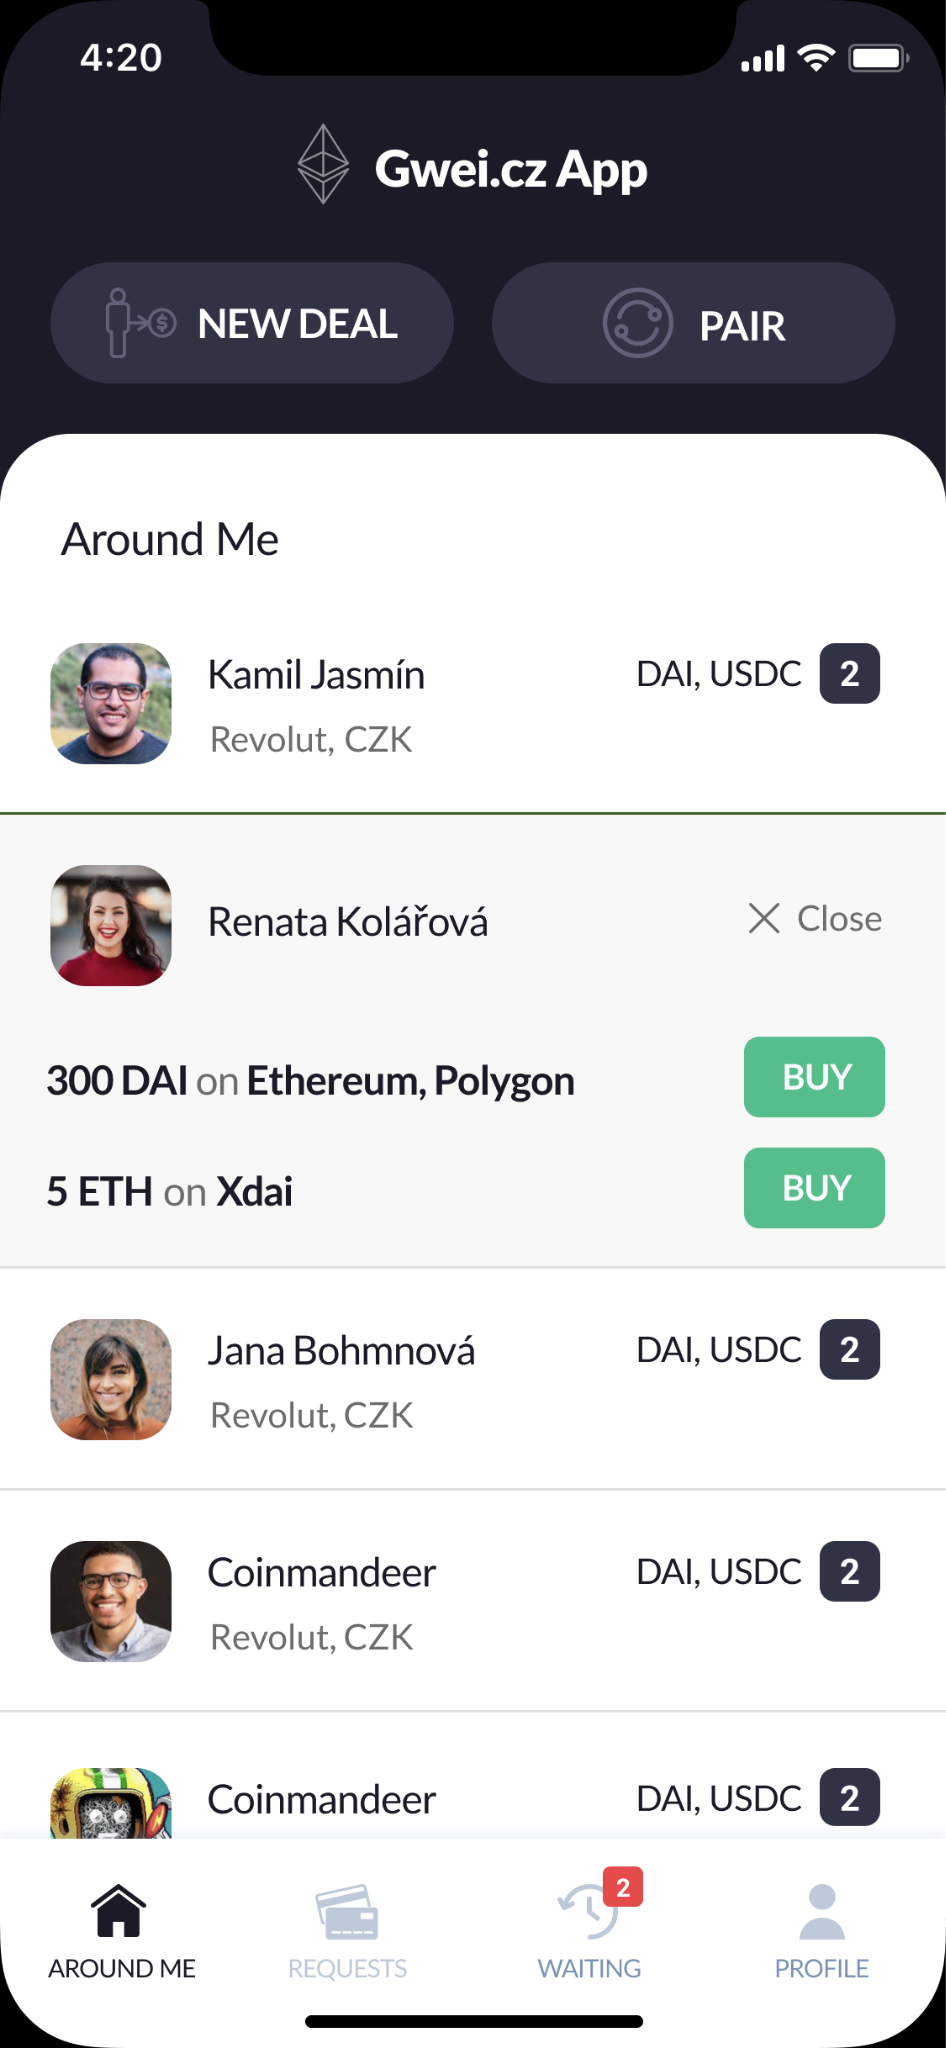 4:20
Gwei.cz App
NEW DEAL
PAIR
Around Me
Kamil Jasmín
DAI, USDC 2
Revolut, CZK
Renata Kolářová
Close
300 DAI on Ethereum, Polygon
BUY
5 ETH on Xdai
BUY
Jana Bohmnová
DAI, USDC 2
Revolut, CZK
Coinmandeer
DAI, USDC 2
Revolut, CZK
Coinmandeer
DAI, USDC 2
2
AROUND ME
REQUESTS
WAITING
PROFILE